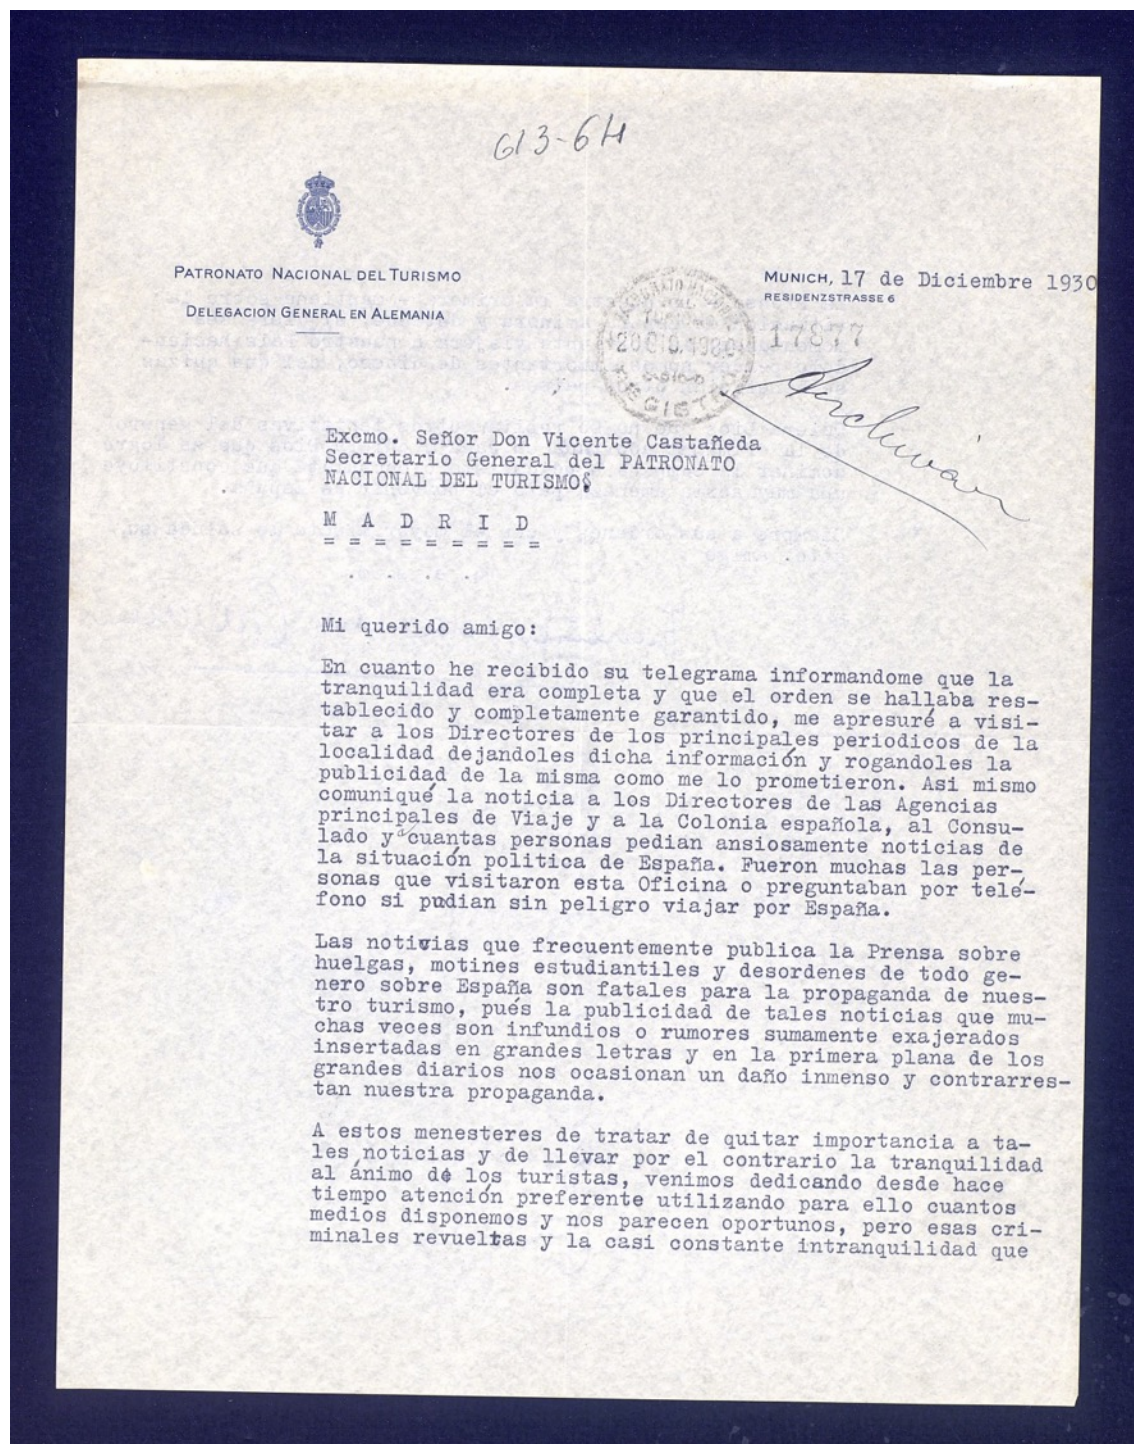 613-64
PATRONATO NACIONAL DEL TURISMO
DELEGACION GENERAL EN ALEMANIA
MUNICH, 17 de Diciembre 1930
RESIDENZSTRASSE 6
PATRONATO NACIONAL
DEL
TURISMO
20 DIC. 1930
REGISTRO
17877
Archivar
Excmo. Señor Don Vicente Castañeda
Secretario General del PATRONATO
NACIONAL DEL TURISMO
M A D R I D
= = = = = = = = =
Mi querido amigo:
En cuanto he recibido su telegrama informandome que la
tranquilidad era completa y que el orden se hallaba res-
tablecido y completamente garantido, me apresuré a visi-
tar a los Directores de los principales periodicos de la
localidad dejandoles dicha información y rogandoles la
publicidad de la misma como me lo prometieron. Asi mismo
comuniqué la noticia a los Directores de las Agencias
principales de Viaje y a la Colonia española, al Consu-
lado y a cuantas personas pedian ansiosamente noticias de
la situación politica de España. Fueron muchas las per-
sonas que visitaron esta Oficina o preguntaban por telé-
fono si pudian sin peligro viajar por España.
Las notivias que frecuentemente publica la Prensa sobre
huelgas, motines estudiantiles y desordenes de todo ge-
nero sobre España son fatales para la propaganda de nues-
tro turismo, pués la publicidad de tales noticias que mu-
chas veces son infundios o rumores sumamente exajerados
insertadas en grandes letras y en la primera plana de los
grandes diarios nos ocasionan un daño inmenso y contrarres-
tan nuestra propaganda.
A estos menesteres de tratar de quitar importancia a ta-
les noticias y de llevar por el contrario la tranquilidad
al ánimo de los turistas, venimos dedicando desde hace
tiempo atención preferente utilizando para ello cuantos
medios disponemos y nos parecen oportunos, pero esas cri-
minales revueltas y la casi constante intranquilidad que